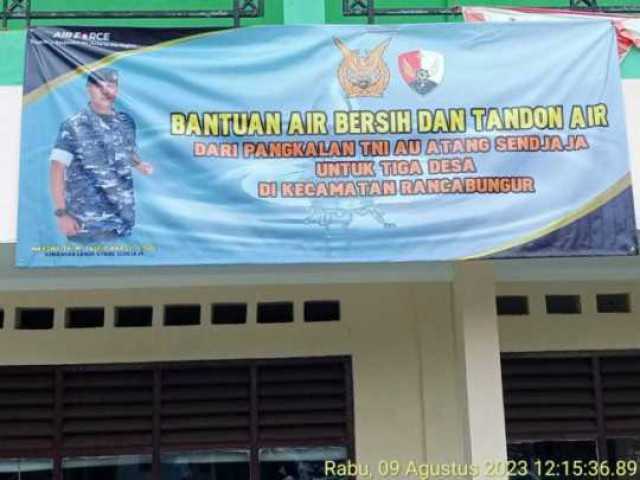 AIR FORCE
BANTUAN AIR BERSIH DAN TANDON AIR
DARI PANGKALAN TNI AU ATANG SENDJAJA
UNTUK TIGA DESA
DI KECAMATAN RANCABUNGUR
Rabu, 09 Agustus 2023 12:15:36.89